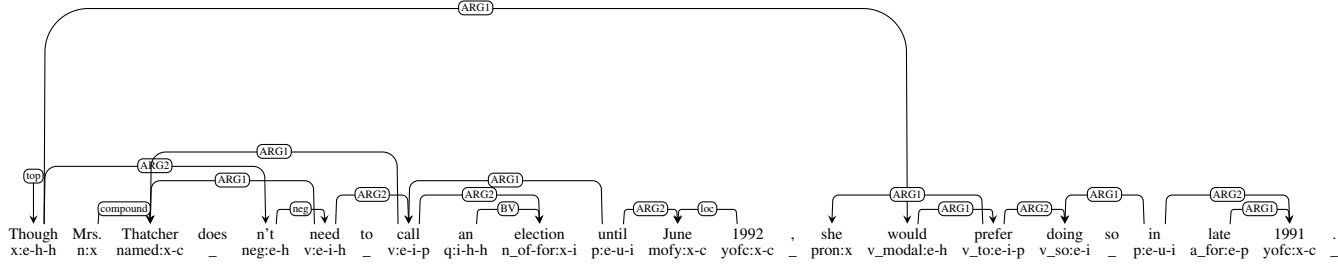 ARG1
ARG1
top ARG2
ARG1 ARG1
ARG2 ARG2 ARG1 ARG1 ARG2
compound neg BV ARG2 loc ARG1 ARG2 ARG1
Though Mrs. Thatcher does n't need to call an election until June 1992 , she would prefer doing so in late 1991 .
x:e-h-h n:x named:x-c _ neg:e-h v:e-i-h _ v:e-i-p q:i-h-h n_of-for:x-i p:e-u-i mofy:x-c yofc:x-c _ pron:x v_modal:e-h v_to:e-i-p v_so:e-i _ p:e-u-i a_for:e-p yofc:x-c _